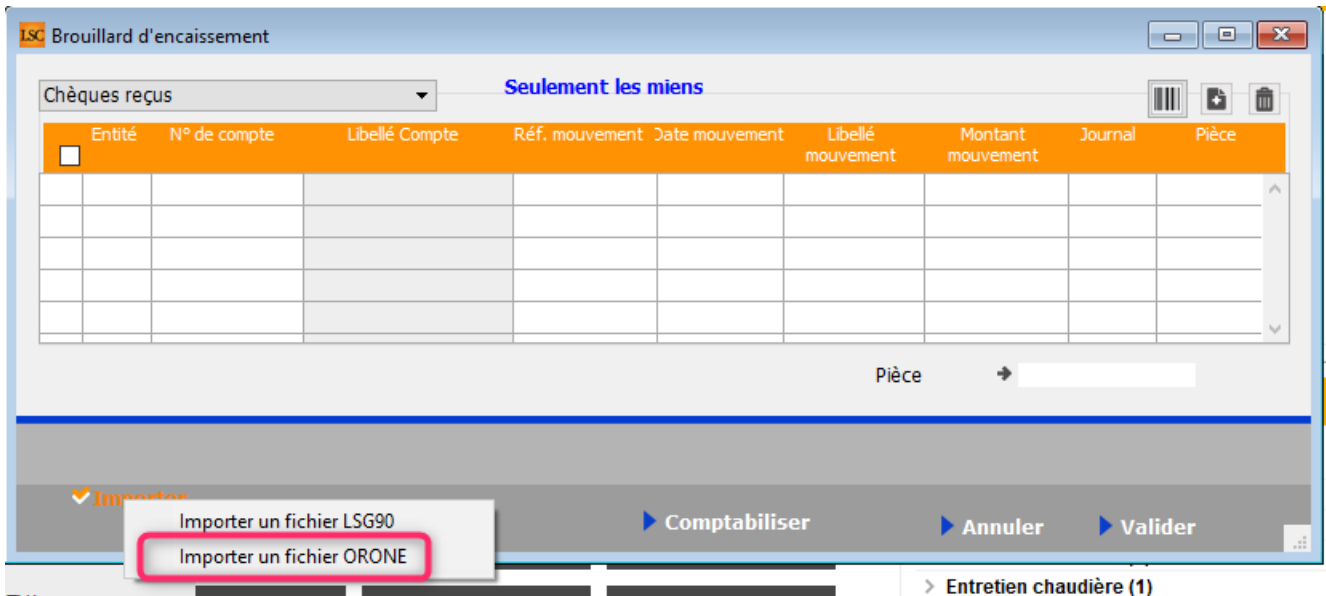 LSC Brouillard d'encaissement
Chèques reçus
Seulement les miens
Entité N° de compte Libellé Compte Réf. mouvement Date mouvement Libellé mouvement Montant mouvement Journal Pièce
Pièce
Importer
Importer un fichier LSG90
Importer un fichier ORONE
Comptabiliser
Annuler
Valider
Entretien chaudière (1)